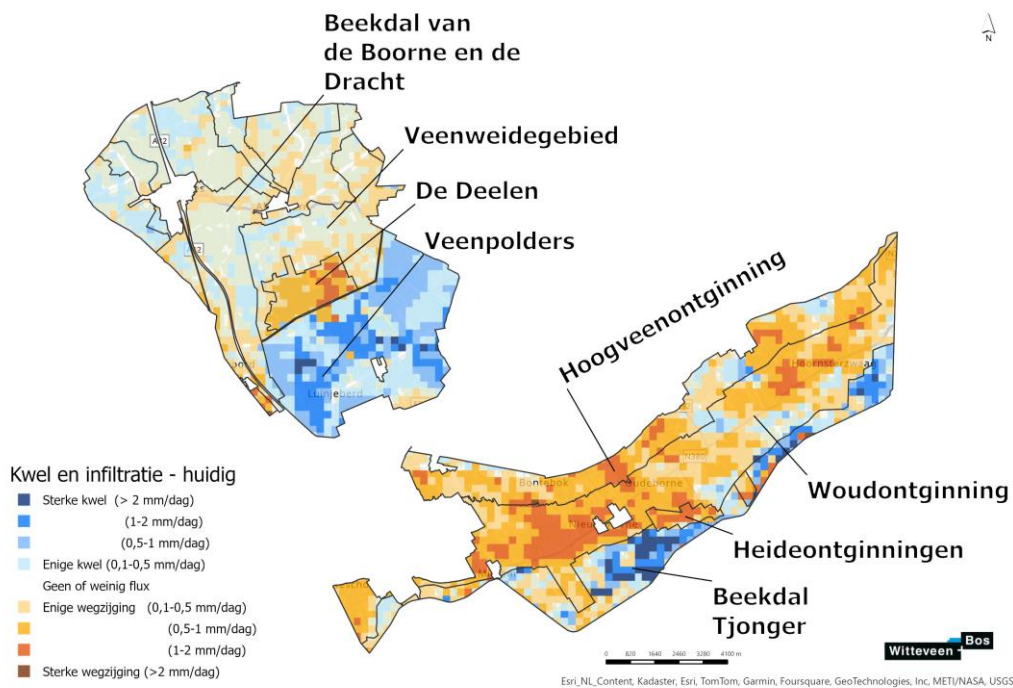 Beekdal van
de Boorne en de
Dracht
N
Veenweidegebied
De Deelen
Veenpolders
Hoogveenontginning
Luinjeberd
Hoornsterzwaag
Bontebok
Oudehorne
Woudontginning
Heideontginningen
Beekdal
Tjonger
Kwel en infiltratie - huidig
Sterke kwel (> 2 mm/dag)
(1-2 mm/dag)
(0,5-1 mm/dag)
Enige kwel (0,1-0,5 mm/dag)
Geen of weinig flux
Enige wegzijging (0,1-0,5 mm/dag)
(0,5-1 mm/dag)
(1-2 mm/dag)
Sterke wegzijging (>2 mm/dag)
0 820 1640 2460 3280 4100 m
Witteveen + Bos
Esri_NL_Content, Kadaster, Esri, TomTom, Garmin, Foursquare, GeoTechnologies, Inc, METI/NASA, USGS